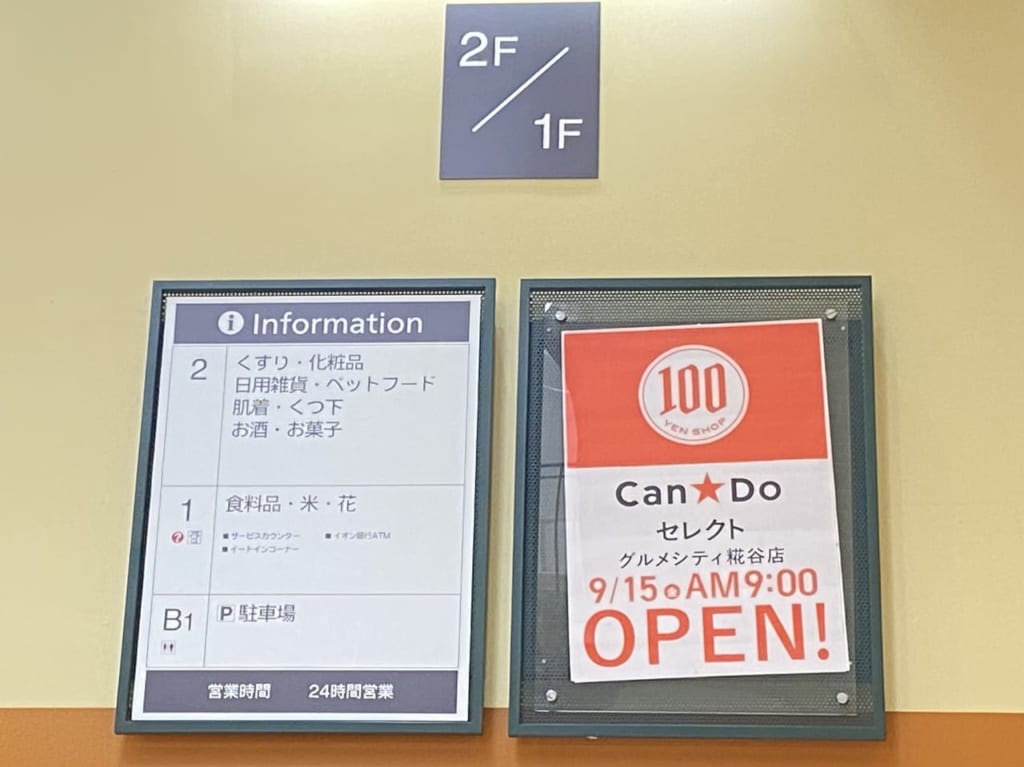 2F
1F
i Information
2
くすり・化粧品
日用雑貨・ペットフード
肌着・くつ下
お酒・お菓子
1
食料品・米・花
? 
■サービスカウンター ■イオン銀行ATM
■イートインコーナー
B1
P 駐車場
営業時間 24時間営業
100
YEN SHOP
Can★Do
セレクト
グルメシティ糀谷店
9/15 AM9:00
OPEN!